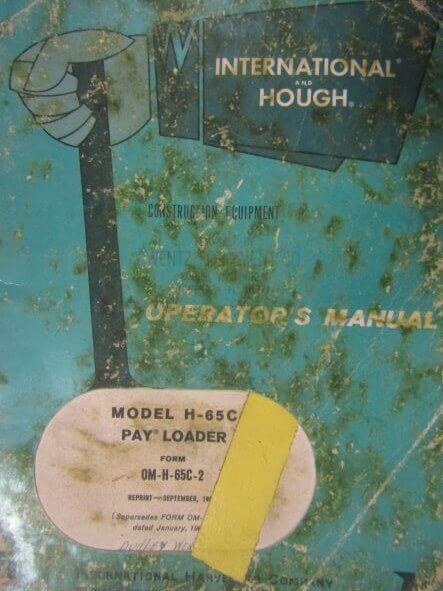 INTERNATIONAL®
AND
HOUGH®
CONSTRUCTION EQUIPMENT
OPERATOR'S MANUAL
MODEL H-65C
PAY® LOADER
FORM
OM-H-65C-2
REPRINT—SEPTEMBER,
(Supersedes FORM OM-
dated January,
DUDLEY
INTERNATIONAL HARVESTER COMPANY